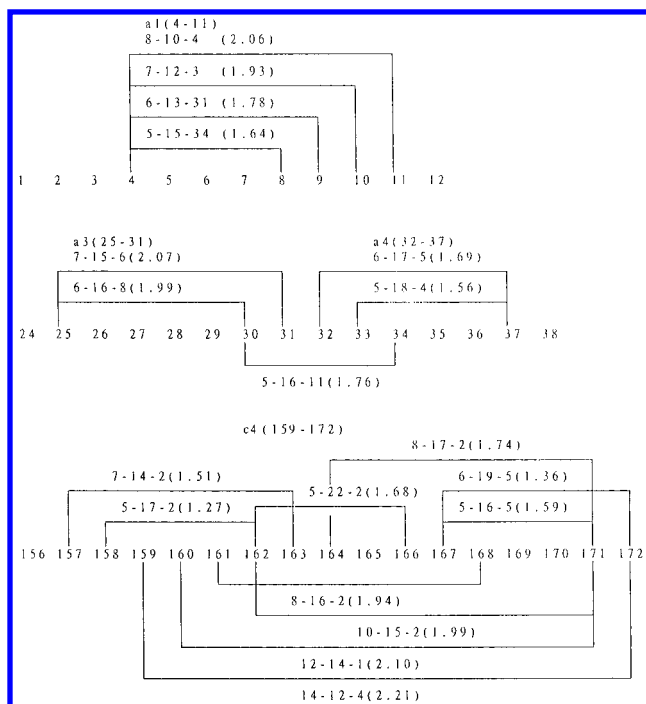 a1(4-11)
8-10-4 (2.06)
7-12-3 (1.93)
6-13-31 (1.78)
5-15-34 (1.64)
1 2 3 4 5 6 7 8 9 10 11 12
a3(25-31) a4(32-37)
7-15-6(2.07) 6-17-5(1.69)
6-16-8(1.99) 5-18-4(1.56)
24 25 26 27 28 29 30 31 32 33 34 35 36 37 38
5-16-11(1.76)
c4(159-172)
8-17-2(1.74)
7-14-2(1.51) 6-19-5(1.36)
5-22-2(1.68)
5-17-2(1.27) 5-16-5(1.59)
156 157 158 159 160 161 162 163 164 165 166 167 168 169 170 171 172
8-16-2(1.94)
10-15-2(1.99)
12-14-1(2.10)
14-12-4(2.21)